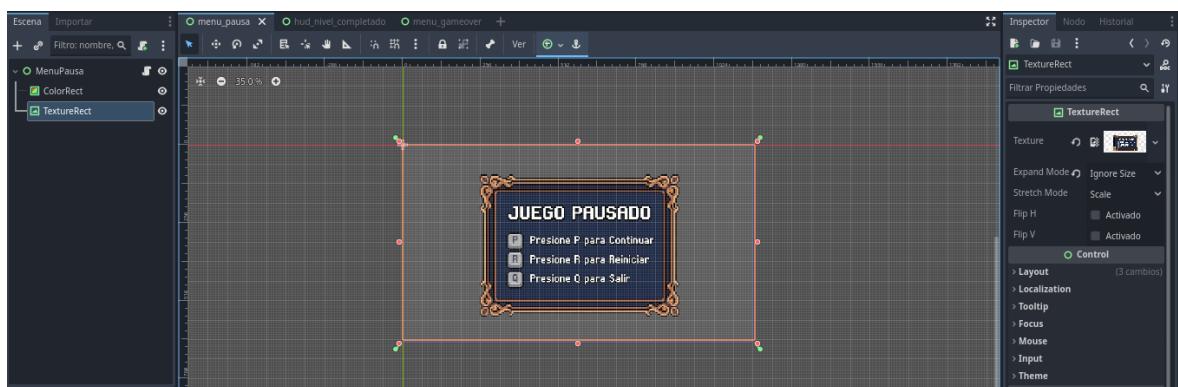 Escena Importar
menu_pausa hud_nivel_completado menu_gameover
Inspector Nodo Historial
Filtro: nombre,
Ver
MenuPausa
ColorRect
TextureRect
35.0 %
JUEGO PAUSADO
P Presione P para Continuar
R Presione R para Reiniciar
Q Presione Q para Salir
TextureRect
Filtrar Propiedades
TextureRect
Texture
Expand Mode Ignore Size
Stretch Mode Scale
Flip H Activado
Flip V Activado
Control
Layout (3 cambios)
Localization
Tooltip
Focus
Mouse
Input
Theme